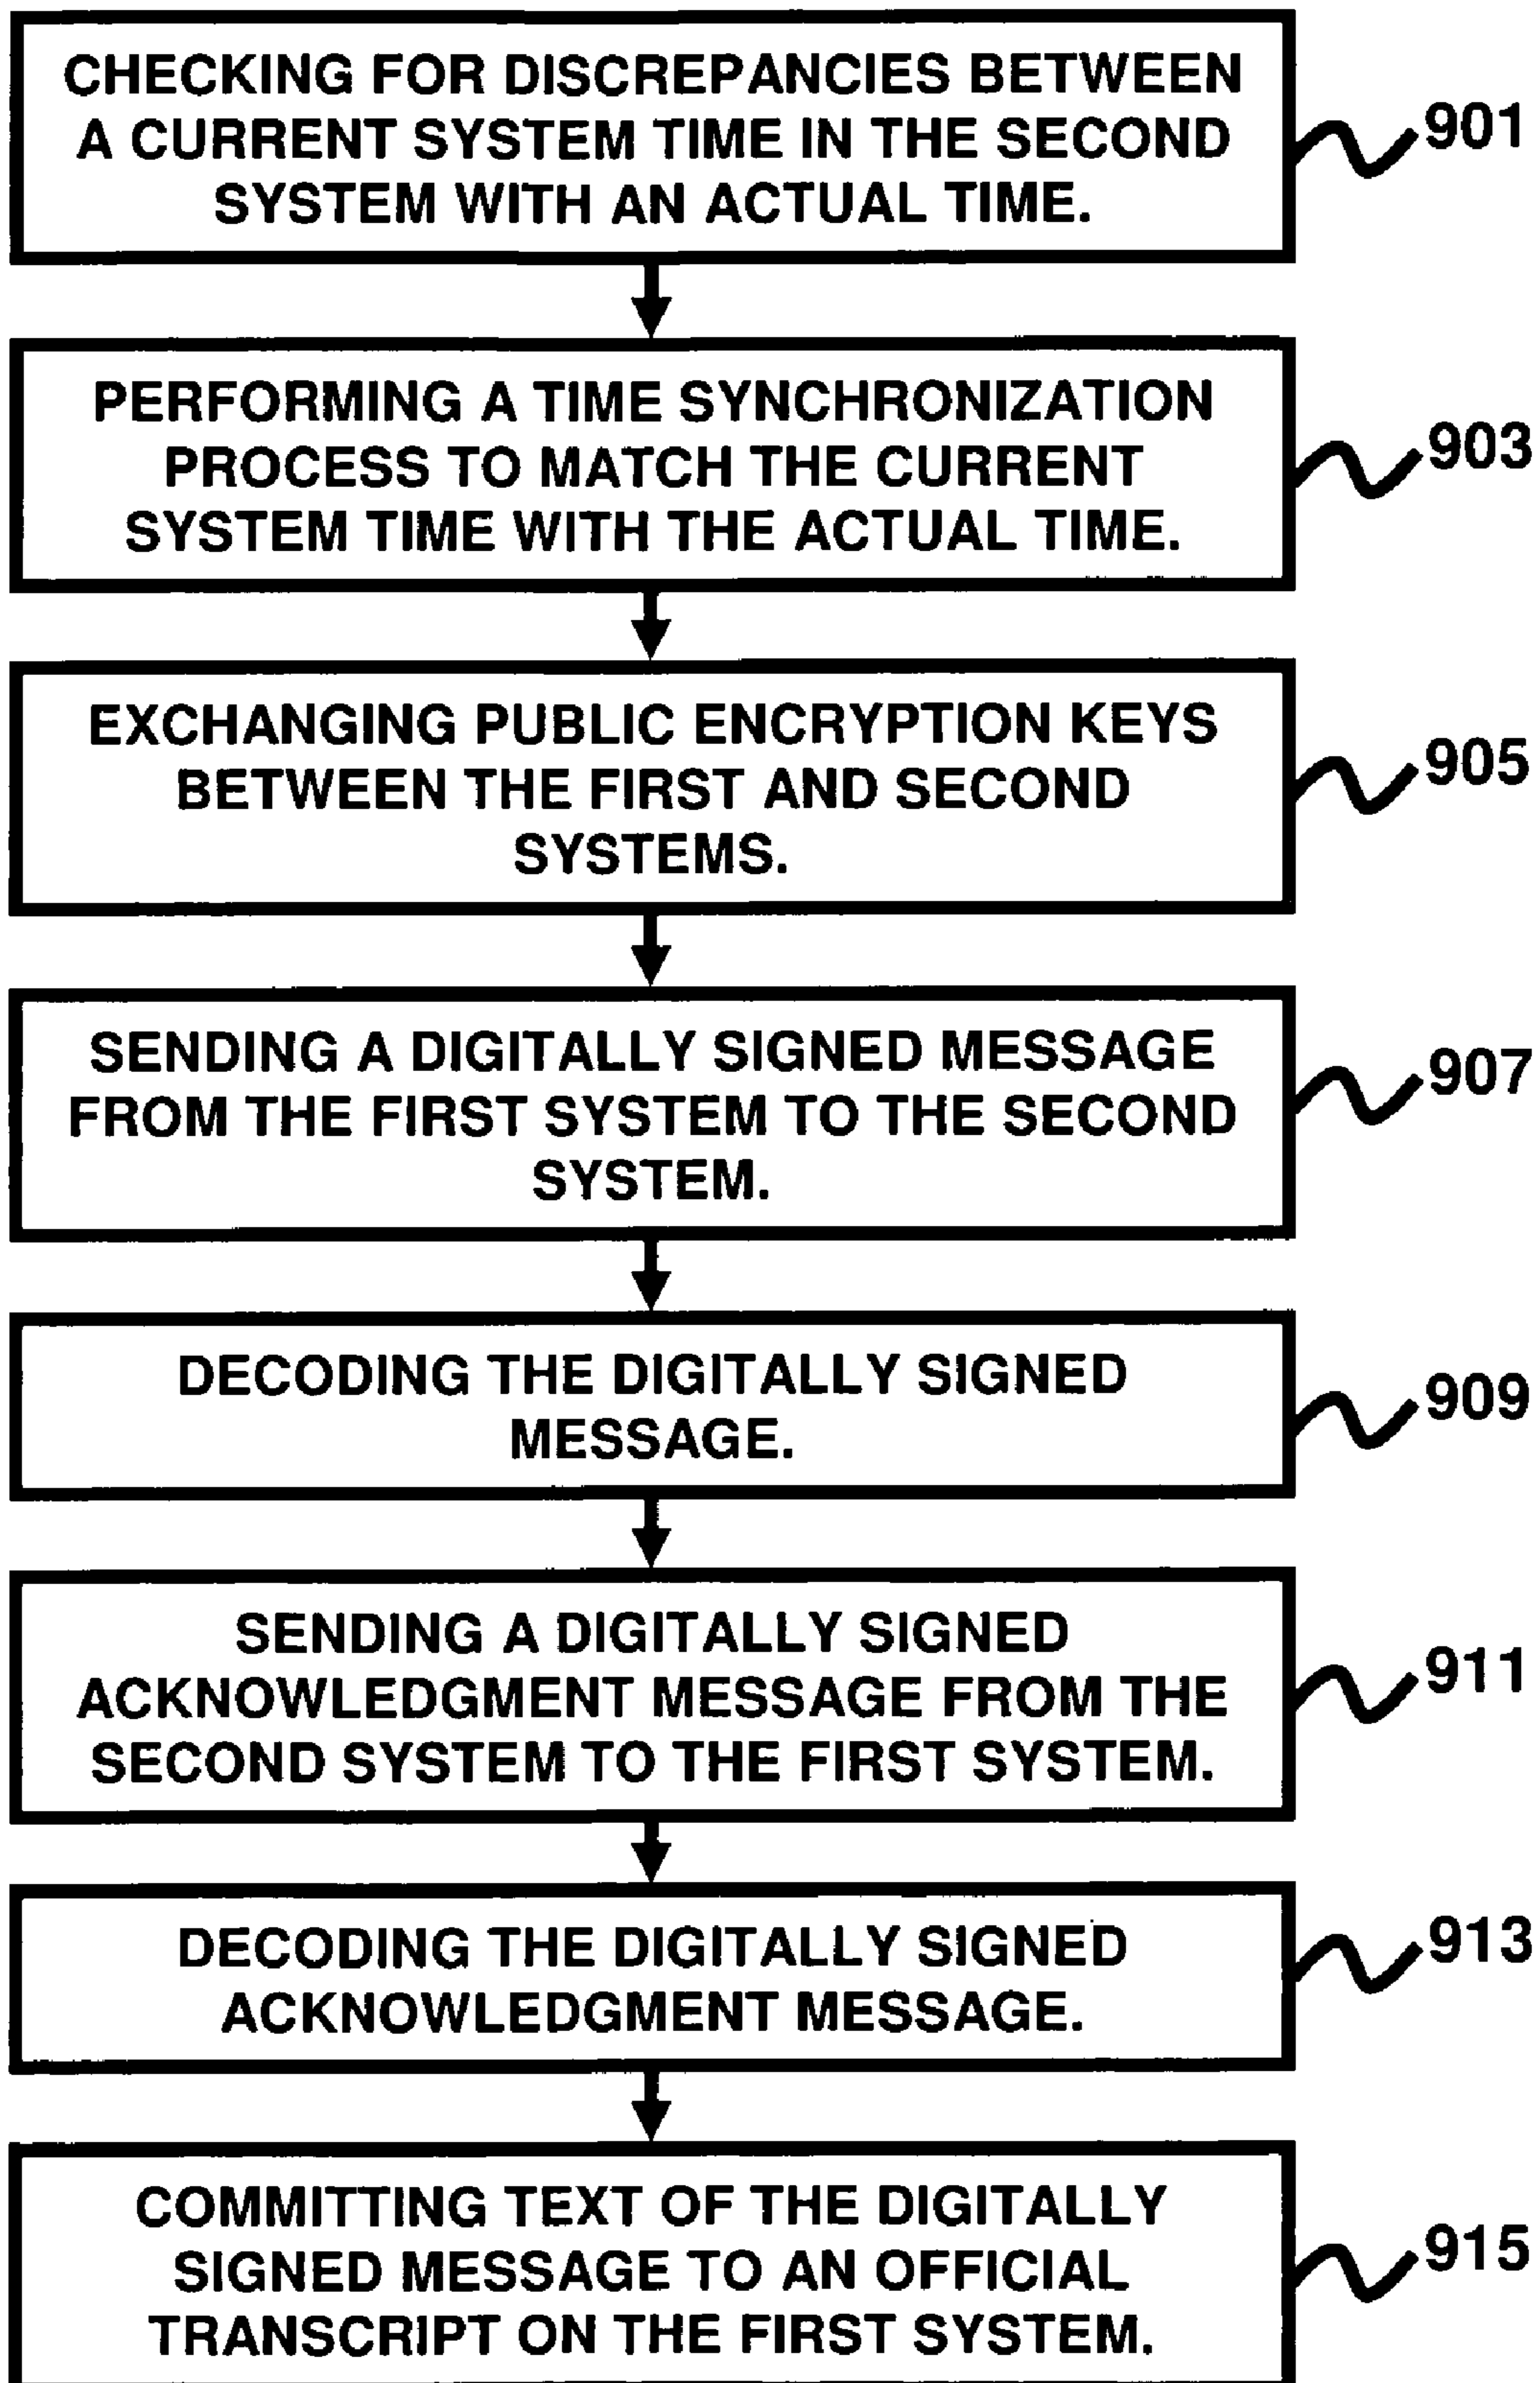 CHECKING FOR DISCREPANCIES BETWEEN
A CURRENT SYSTEM TIME IN THE SECOND
SYSTEM WITH AN ACTUAL TIME.
901
PERFORMING A TIME SYNCHRONIZATION
PROCESS TO MATCH THE CURRENT
SYSTEM TIME WITH THE ACTUAL TIME.
903
EXCHANGING PUBLIC ENCRYPTION KEYS
BETWEEN THE FIRST AND SECOND
SYSTEMS.
905
SENDING A DIGITALLY SIGNED MESSAGE
FROM THE FIRST SYSTEM TO THE SECOND
SYSTEM.
907
DECODING THE DIGITALLY SIGNED
MESSAGE.
909
SENDING A DIGITALLY SIGNED
ACKNOWLEDGMENT MESSAGE FROM THE
SECOND SYSTEM TO THE FIRST SYSTEM.
911
DECODING THE DIGITALLY SIGNED
ACKNOWLEDGMENT MESSAGE.
913
COMMITTING TEXT OF THE DIGITALLY
SIGNED MESSAGE TO AN OFFICIAL
TRANSCRIPT ON THE FIRST SYSTEM.
915